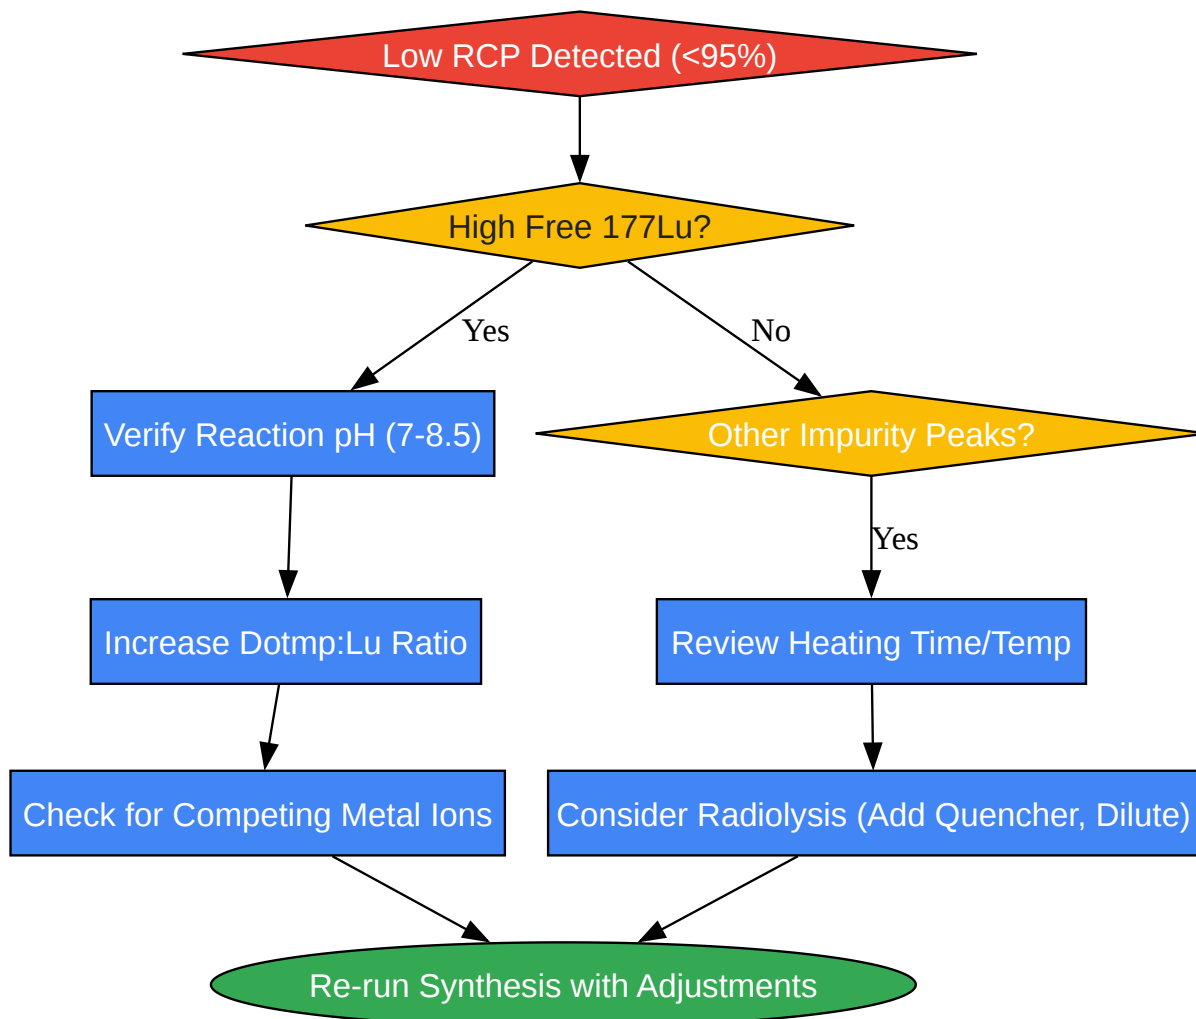 Low RCP Detected (<95%)
High Free 177Lu?
Yes
No
Verify Reaction pH (7-8.5)
Other Impurity Peaks?
Yes
Increase Dotmp:Lu Ratio
Review Heating Time/Temp
Check for Competing Metal Ions
Consider Radiolysis (Add Quencher, Dilute)
Re-run Synthesis with Adjustments